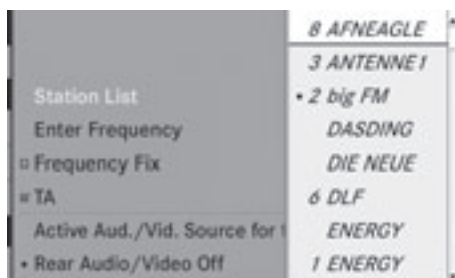 Station List
Enter Frequency
Frequency Fix
TA
Active Aud./Vid. Source for
• Rear Audio/Video Off
8 AFNEAGLE
3 ANTENNE1
• 2 big FM
DASDING
DIE NEUE
6 DLF
ENERGY
1 ENERGY